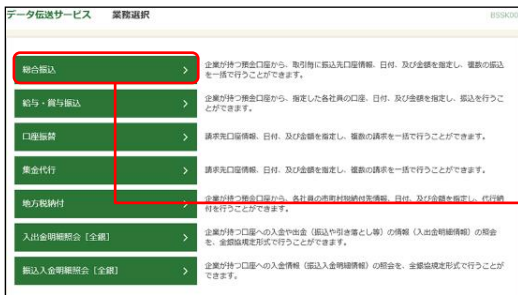 データ伝送サービス 業務選択
BSSK00
総合振込
企業が持つ預金口座から、取引毎に振込先口座情報、日付、及び金額を指定し、複数の振込
を一括で行うことができます。
給与・賞与振込
企業が持つ預金口座から、指定した各社員の口座、日付、及び金額を指定し、振込を行うこ
とができます。
口座振替
請求先口座情報、日付、及び金額を指定し、複数の請求を一括で行うことができます。
集金代行
請求先口座情報、日付、及び金額を指定し、複数の請求を一括で行うことができます。
地方税納付
企業が持つ預金口座から、各社員の市町村納付先情報、日付、及び金額を指定し、代行納
付を行うことができます。
入出金明細照会［全銀］
企業が持つ口座への入金や出金（振込や引き落とし等）の情報（入出金明細情報）の照会
を、全銀協規定形式で行うことができます。
振込入金明細照会［全銀］
企業が持つ口座への入金情報（振込入金明細情報）の照会を、全銀協規定形式で行うことが
できます。